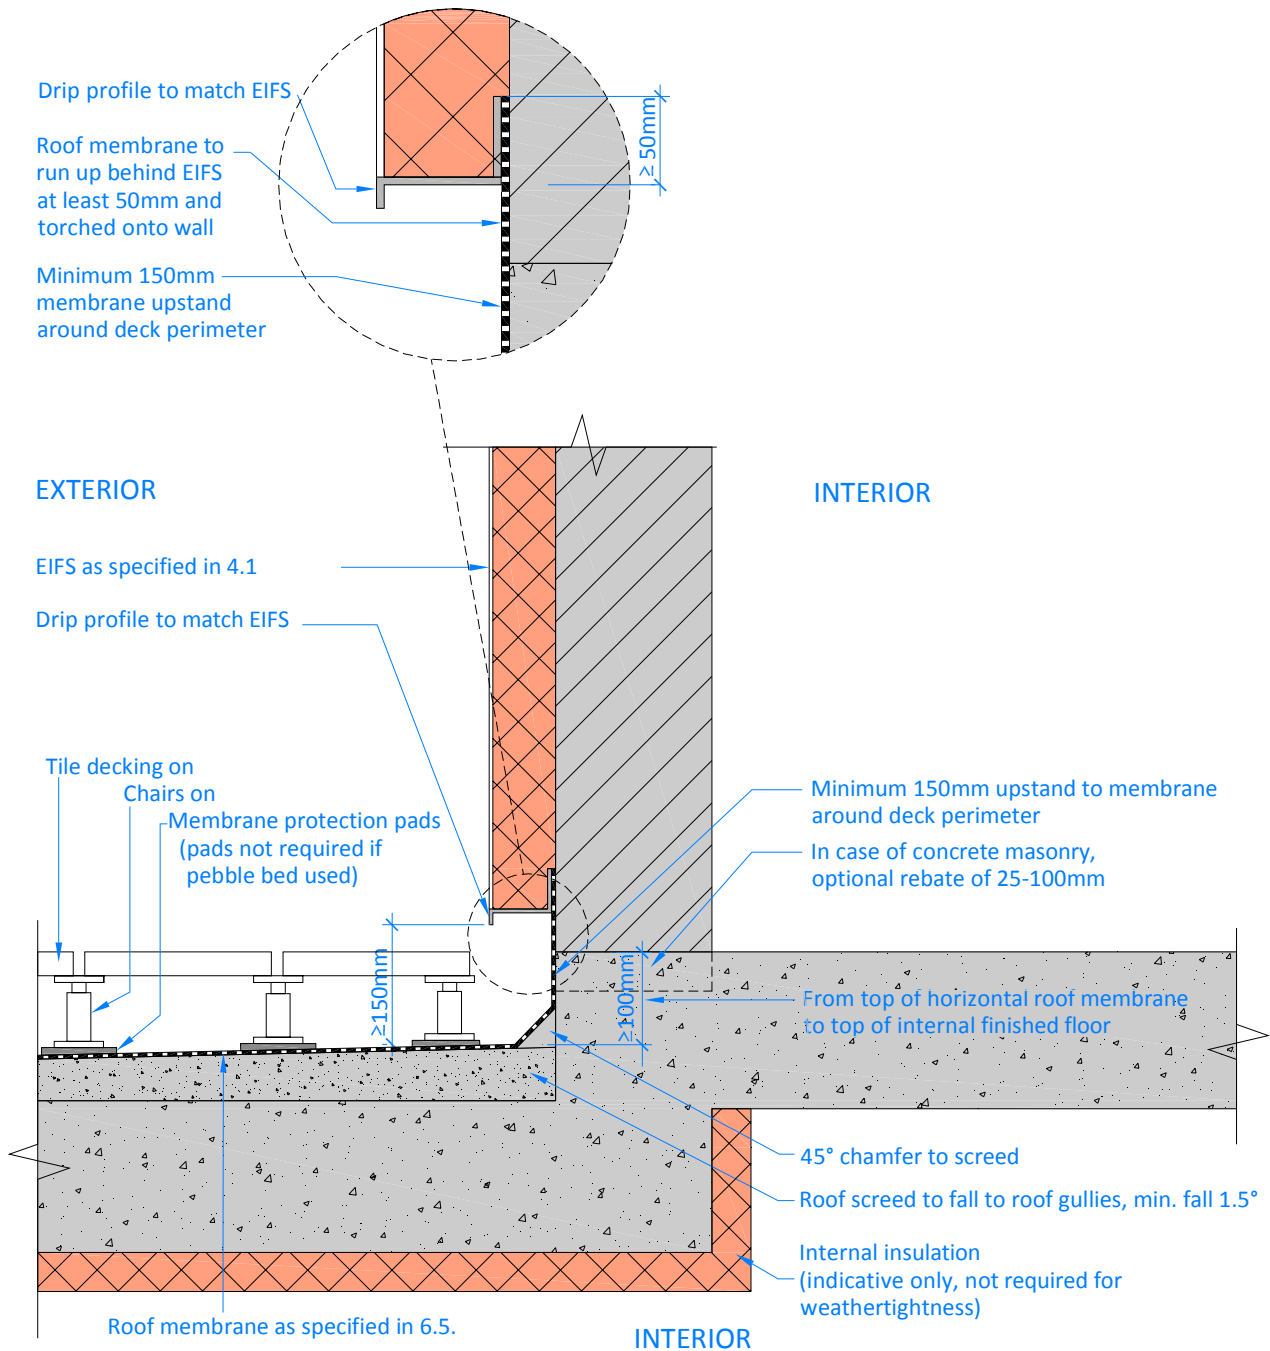 Drip profile to match EIFS
Roof membrane to
run up behind EIFS
at least 50mm and
torched onto wall
Minimum 150mm
membrane upstand
around deck perimeter
≥ 50mm
EXTERIOR
INTERIOR
EIFS as specified in 4.1
Drip profile to match EIFS
Tile decking on
Chairs on
Membrane protection pads
(pads not required if
pebble bed used)
≥150mm
≥100mm
Minimum 150mm upstand to membrane
around deck perimeter
In case of concrete masonry,
optional rebate of 25-100mm
From top of horizontal roof membrane
to top of internal finished floor
45° chamfer to screed
Roof screed to fall to roof gullies, min. fall 1.5°
Internal insulation
(indicative only, not required for
weathertightness)
Roof membrane as specified in 6.5.
INTERIOR